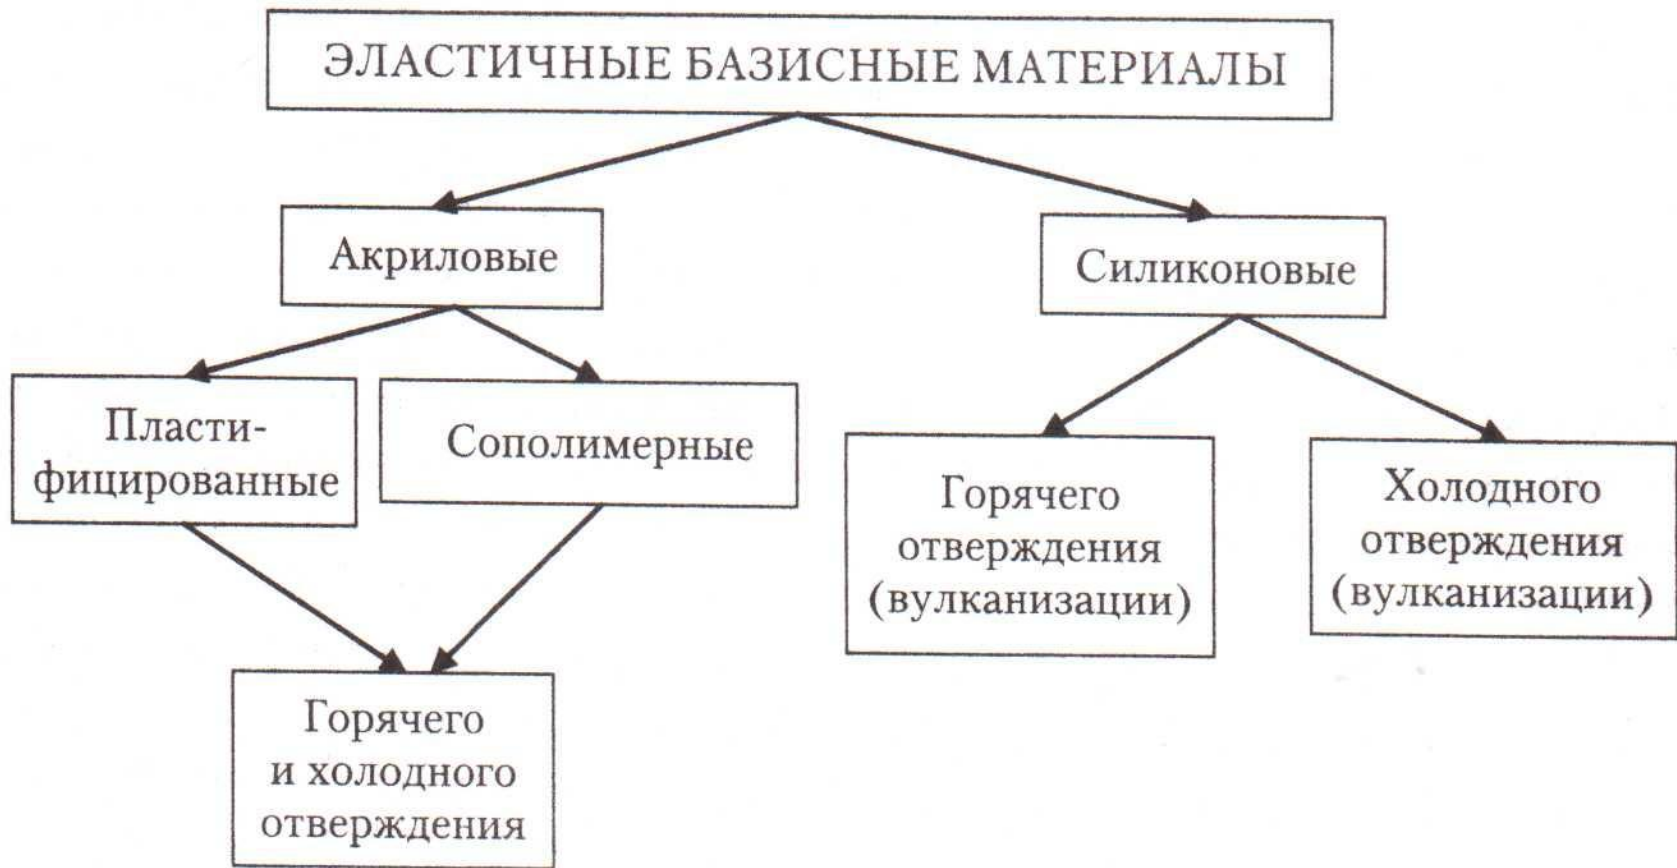 ЭЛАСТИЧНЫЕ БАЗИСНЫЕ МАТЕРИАЛЫ
Акриловые
Силиконовые
Пласти-
фицированные
Сополимерные
Горячего
отверждения
(вулканизации)
Холодного
отверждения
(вулканизации)
Горячего
и холодного
отверждения